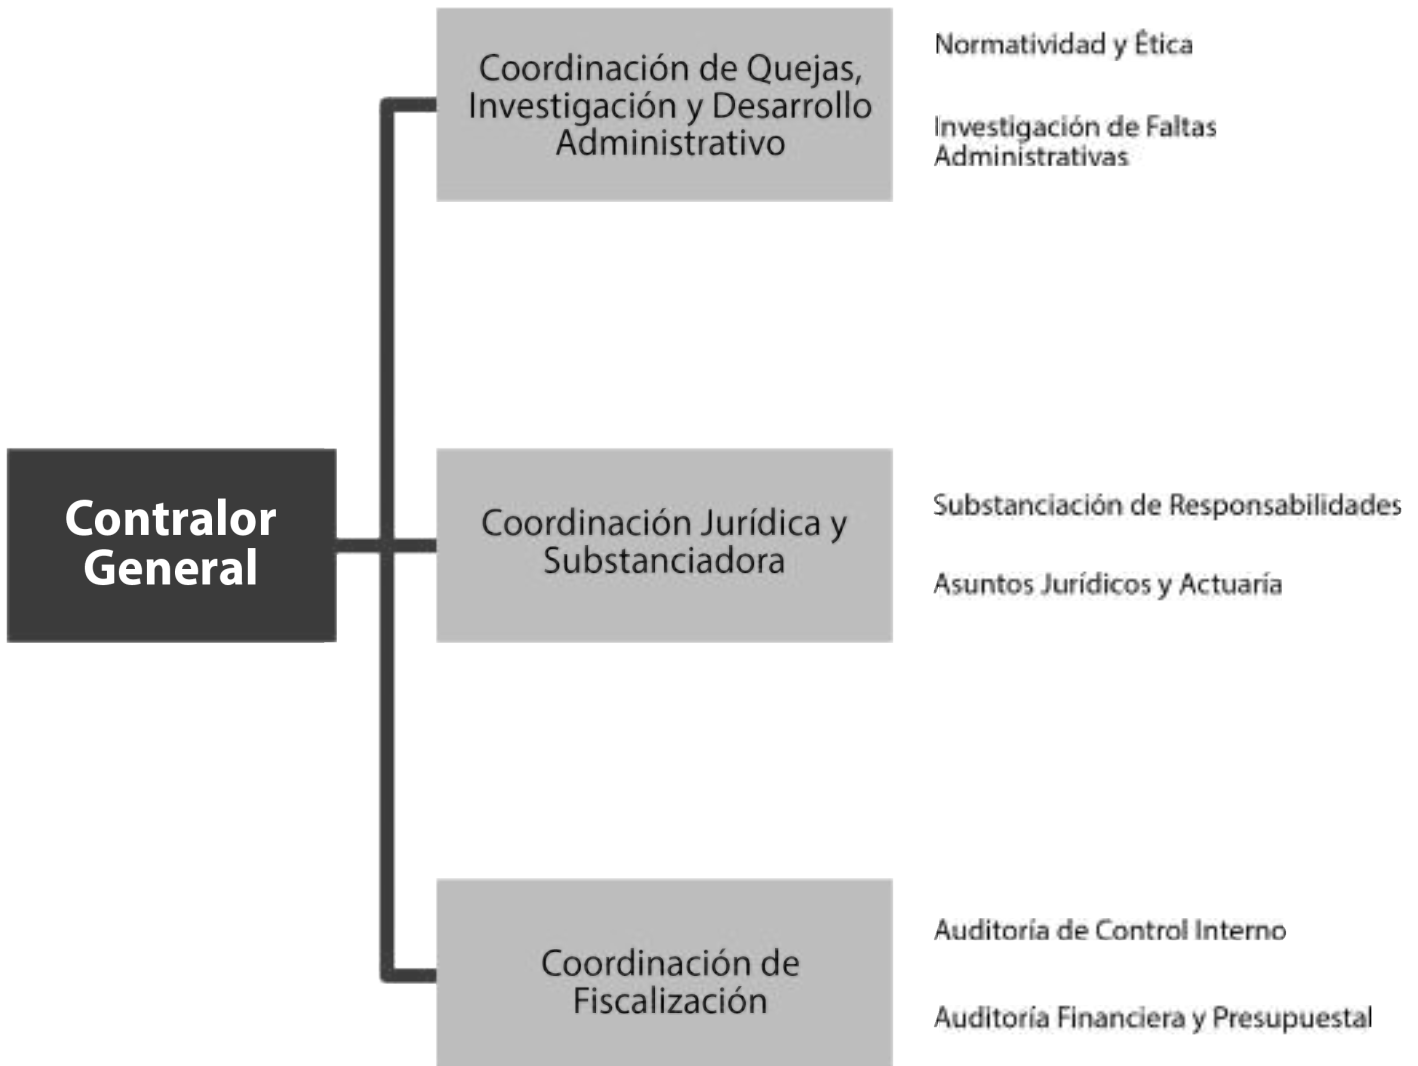 Contralor
General
Coordinación de Quejas,
Investigación y Desarrollo
Administrativo
Normatividad y Ética
Investigación de Faltas
Administrativas
Coordinación Jurídica y
Substanciadora
Substanciación de Responsabilidades
Asuntos Jurídicos y Actuaría
Coordinación de
Fiscalización
Auditoría de Control Interno
Auditoría Financiera y Presupuestal